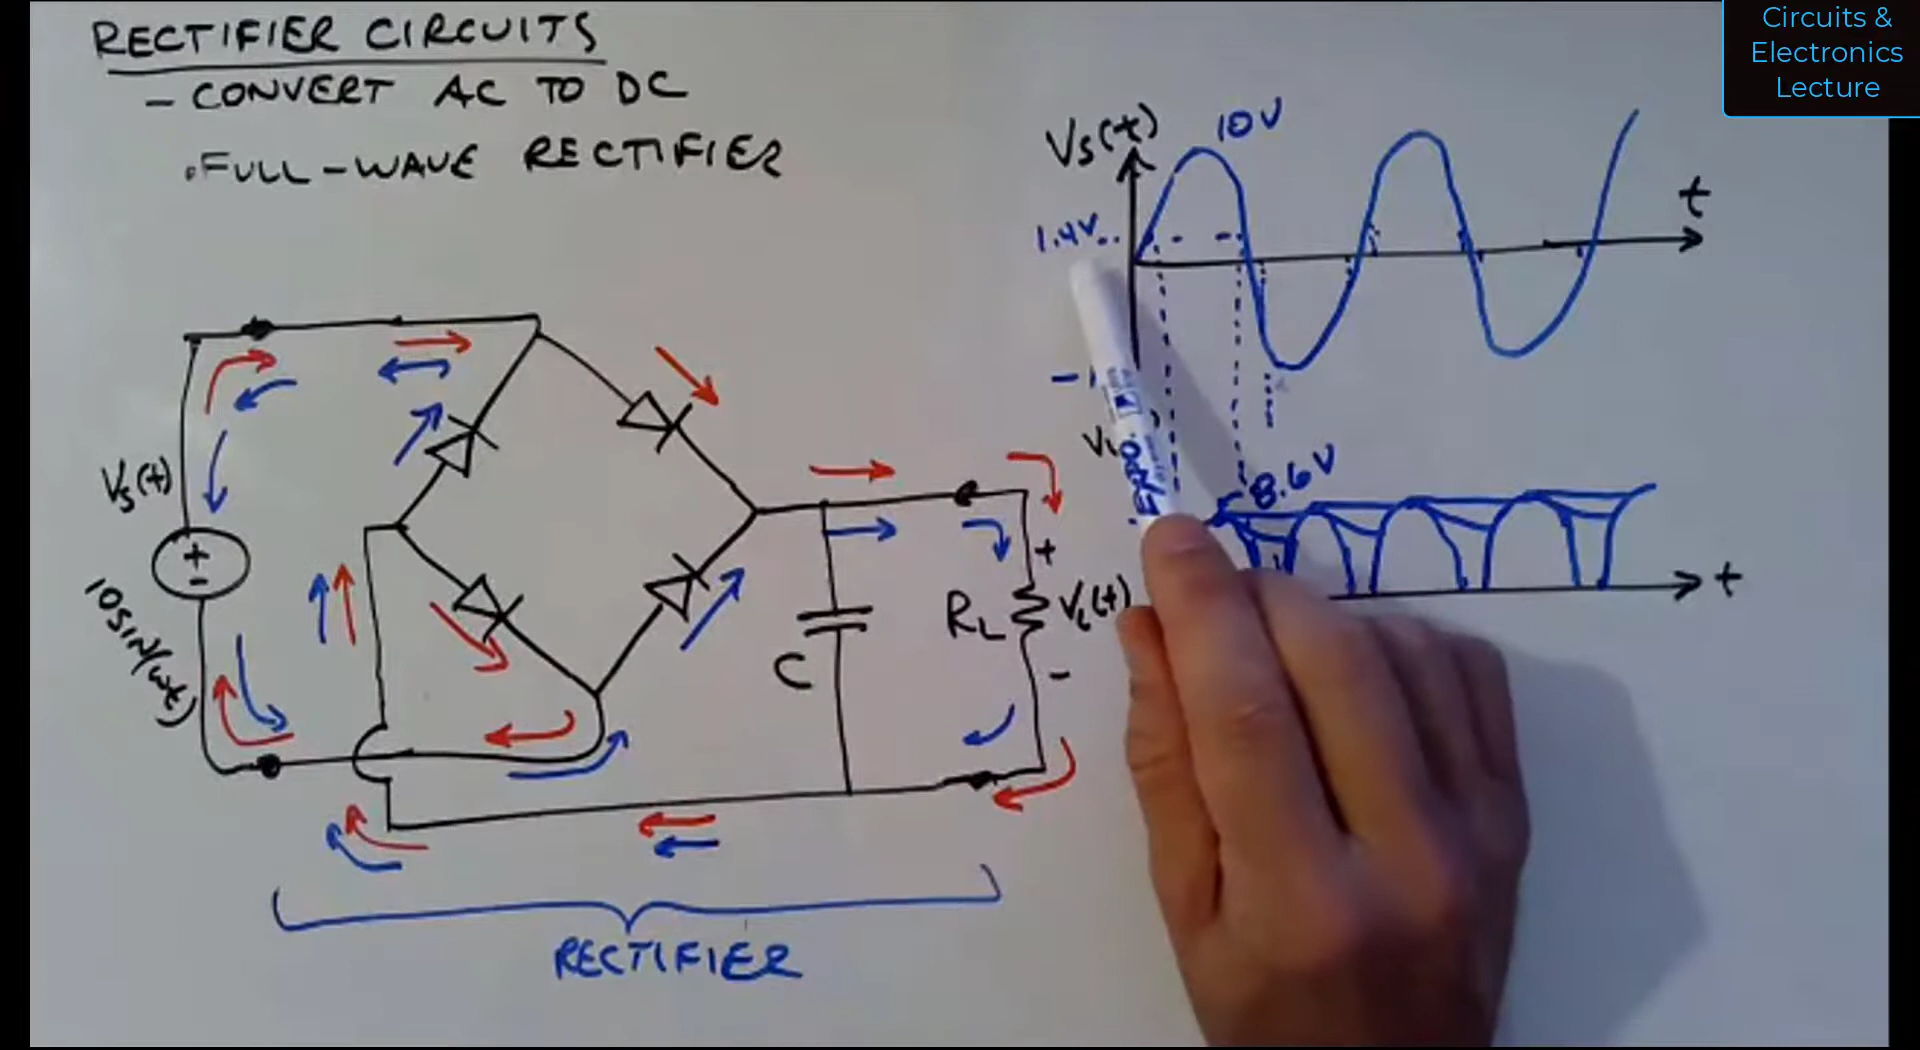 RECTIFIER CIRCUITS
- CONVERT AC TO DC
. FULL-WAVE RECTIFIER
Circuits &
Electronics
Lecture
Vs(t)
10V
t
1.4V
8.6V
t
Vs(t)
+
-
10SIN(ωt)
C
RL
+
VL(t)
-
RECTIFIER
EXPO